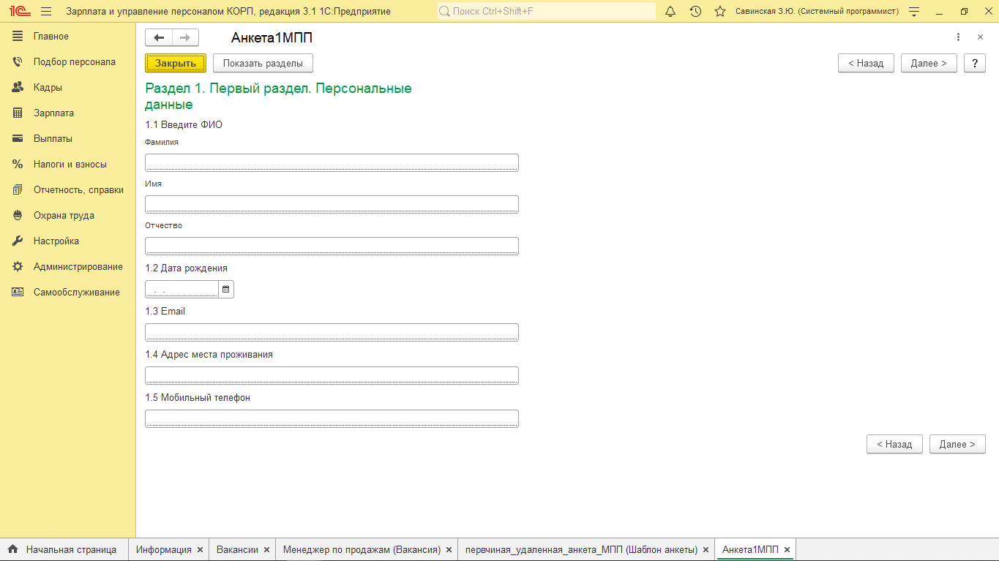 1С Зарплата и управление персоналом КОРП, редакция 3.1 1С:Предприятие Поиск Ctrl+Shift+F Савинская З.Ю. (Системный программист)
Главное
Подбор персонала
Кадры
Зарплата
Выплаты
Налоги и взносы
Отчетность, справки
Охрана труда
Настройка
Администрирование
Самообслуживание
Анкета1МПП
Закрыть Показать разделы < Назад Далее > ?
Раздел 1. Первый раздел. Персональные
данные
1.1 Введите ФИО
Фамилия
Имя
Отчество
1.2 Дата рождения
. .
1.3 Email
1.4 Адрес места проживания
1.5 Мобильный телефон
< Назад Далее >
Начальная страница Информация × Вакансии × Менеджер по продажам (Вакансия) × первчиная_удаленная_анкета_МПП (Шаблон анкеты) × Анкета1МПП ×